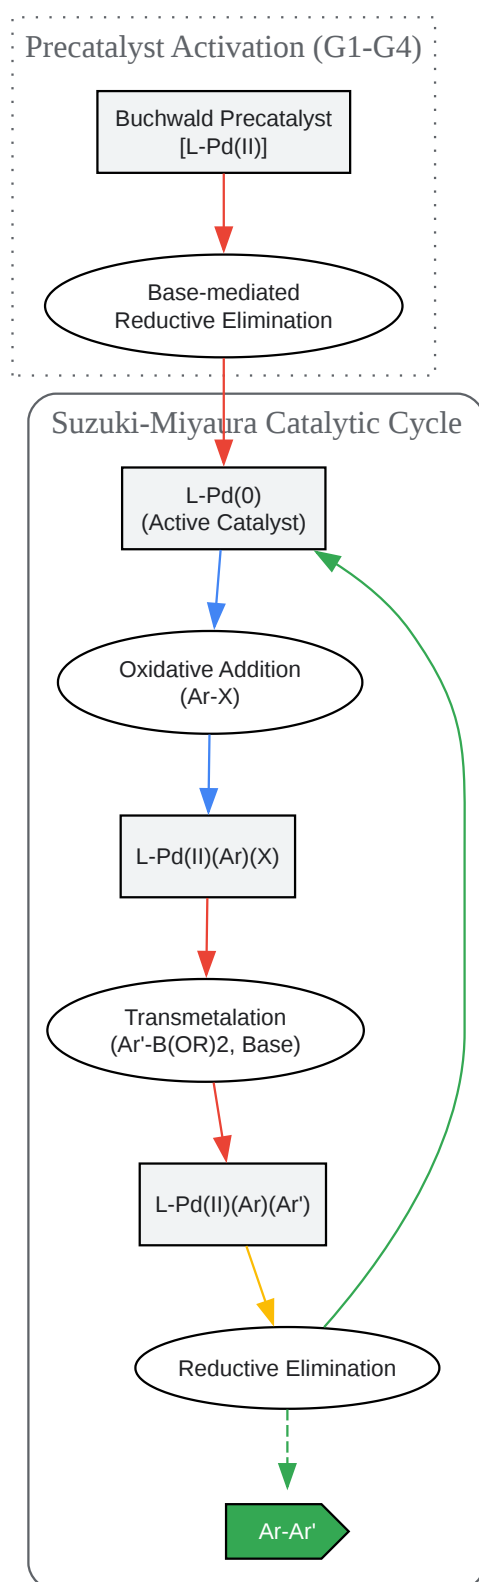 Precatalyst Activation (G1-G4)
Buchwald Precatalyst
[L-Pd(II)]
Base-mediated
Reductive Elimination
Suzuki-Miyaura Catalytic Cycle
L-Pd(0)
(Active Catalyst)
Oxidative Addition
(Ar-X)
L-Pd(II)(Ar)(X)
Transmetalation
(Ar'-B(OR)2, Base)
L-Pd(II)(Ar)(Ar')
Reductive Elimination
Ar-Ar'